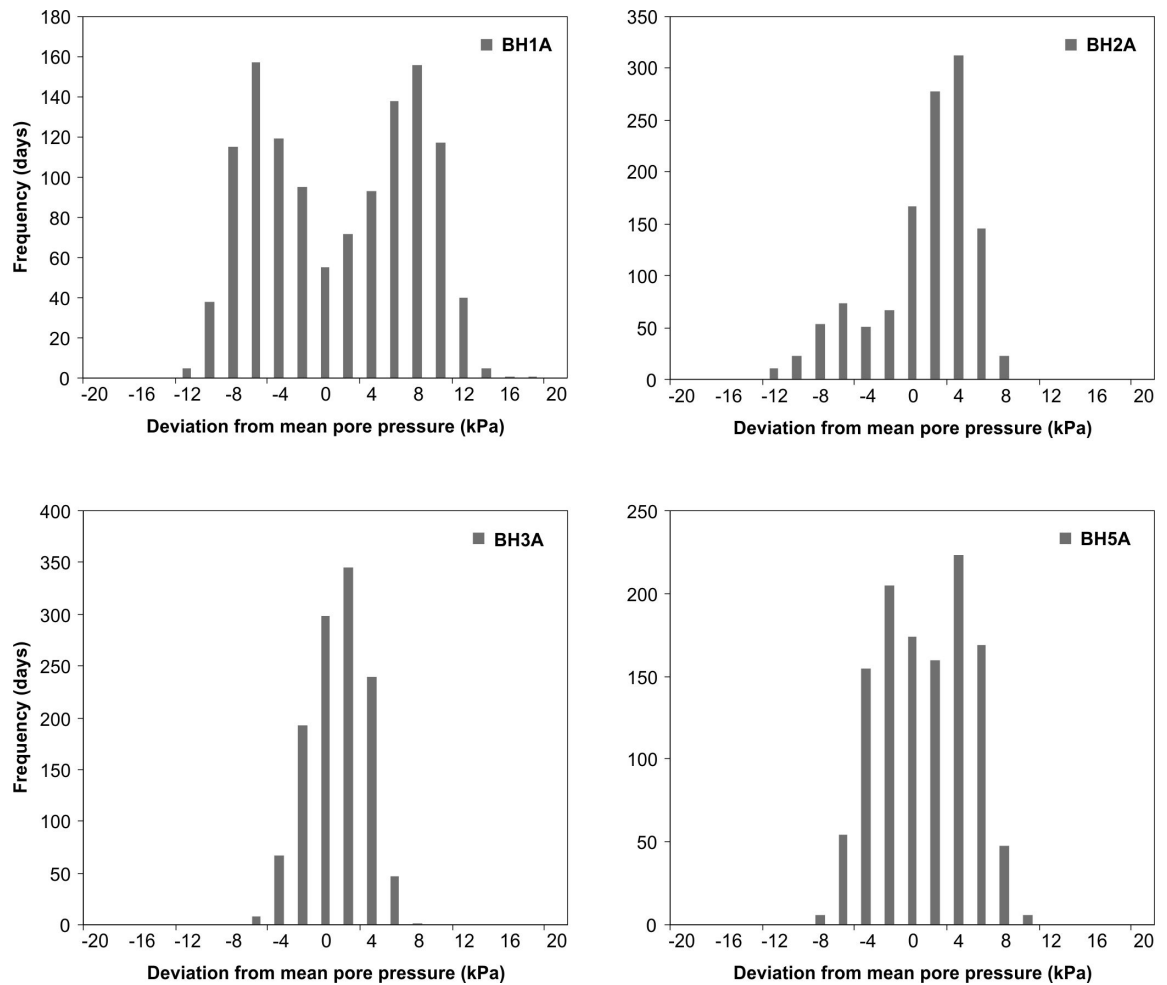 180
160
140
120
100
80
60
40
20
0
Frequency (days)
BH1A
-20 -16 -12 -8 -4 0 4 8 12 16 20
Deviation from mean pore pressure (kPa)
350
300
250
200
150
100
50
0
BH2A
-20 -16 -12 -8 -4 0 4 8 12 16 20
Deviation from mean pore pressure (kPa)
400
350
300
250
200
150
100
50
0
Frequency (days)
BH3A
-20 -16 -12 -8 -4 0 4 8 12 16 20
Deviation from mean pore pressure (kPa)
250
200
150
100
50
0
BH5A
-20 -16 -12 -8 -4 0 4 8 12 16 20
Deviation from mean pore pressure (kPa)